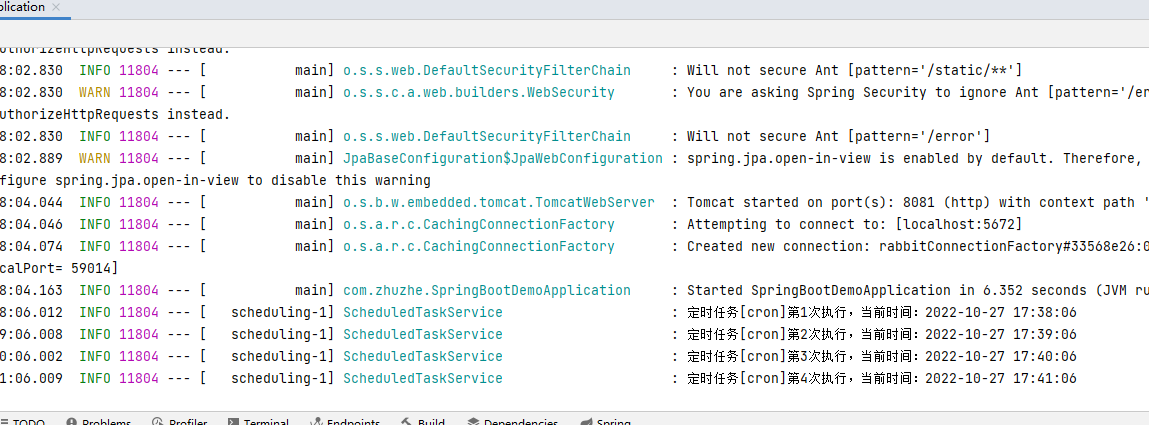 plication ×
uthorizeHttpRequests instead.
8:02.830 INFO 11804 --- [ main] o.s.s.web.DefaultSecurityFilterChain : Will not secure Ant [pattern='/static/**']
8:02.830 WARN 11804 --- [ main] o.s.s.c.a.web.builders.WebSecurity : You are asking Spring Security to ignore Ant [pattern='/er
uthorizeHttpRequests instead.
8:02.830 INFO 11804 --- [ main] o.s.s.web.DefaultSecurityFilterChain : Will not secure Ant [pattern='/error']
8:02.889 WARN 11804 --- [ main] JpaBaseConfiguration$JpaWebConfiguration : spring.jpa.open-in-view is enabled by default. Therefore,
figure spring.jpa.open-in-view to disable this warning
8:04.044 INFO 11804 --- [ main] o.s.b.w.embedded.tomcat.TomcatWebServer : Tomcat started on port(s): 8081 (http) with context path '
8:04.046 INFO 11804 --- [ main] o.s.a.r.c.CachingConnectionFactory : Attempting to connect to: [localhost:5672]
8:04.074 INFO 11804 --- [ main] o.s.a.r.c.CachingConnectionFactory : Created new connection: rabbitConnectionFactory#33568e26:0
calPort= 59014]
8:04.163 INFO 11804 --- [ main] com.zhuzhe.SpringBootDemoApplication : Started SpringBootDemoApplication in 6.352 seconds (JVM ru
8:06.012 INFO 11804 --- [ scheduling-1] ScheduledTaskService : 定时任务[cron]第1次执行，当前时间：2022-10-27 17:38:06
9:06.008 INFO 11804 --- [ scheduling-1] ScheduledTaskService : 定时任务[cron]第2次执行，当前时间：2022-10-27 17:39:06
0:06.002 INFO 11804 --- [ scheduling-1] ScheduledTaskService : 定时任务[cron]第3次执行，当前时间：2022-10-27 17:40:06
1:06.009 INFO 11804 --- [ scheduling-1] ScheduledTaskService : 定时任务[cron]第4次执行，当前时间：2022-10-27 17:41:06
TODO Problems Profiler Terminal Endpoints Build Dependencies Spring